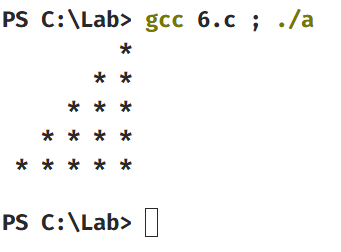 PS C:\Lab> gcc 6.c ; ./a
        *
      * *
    * * *
  * * * *
* * * * *
PS C:\Lab>